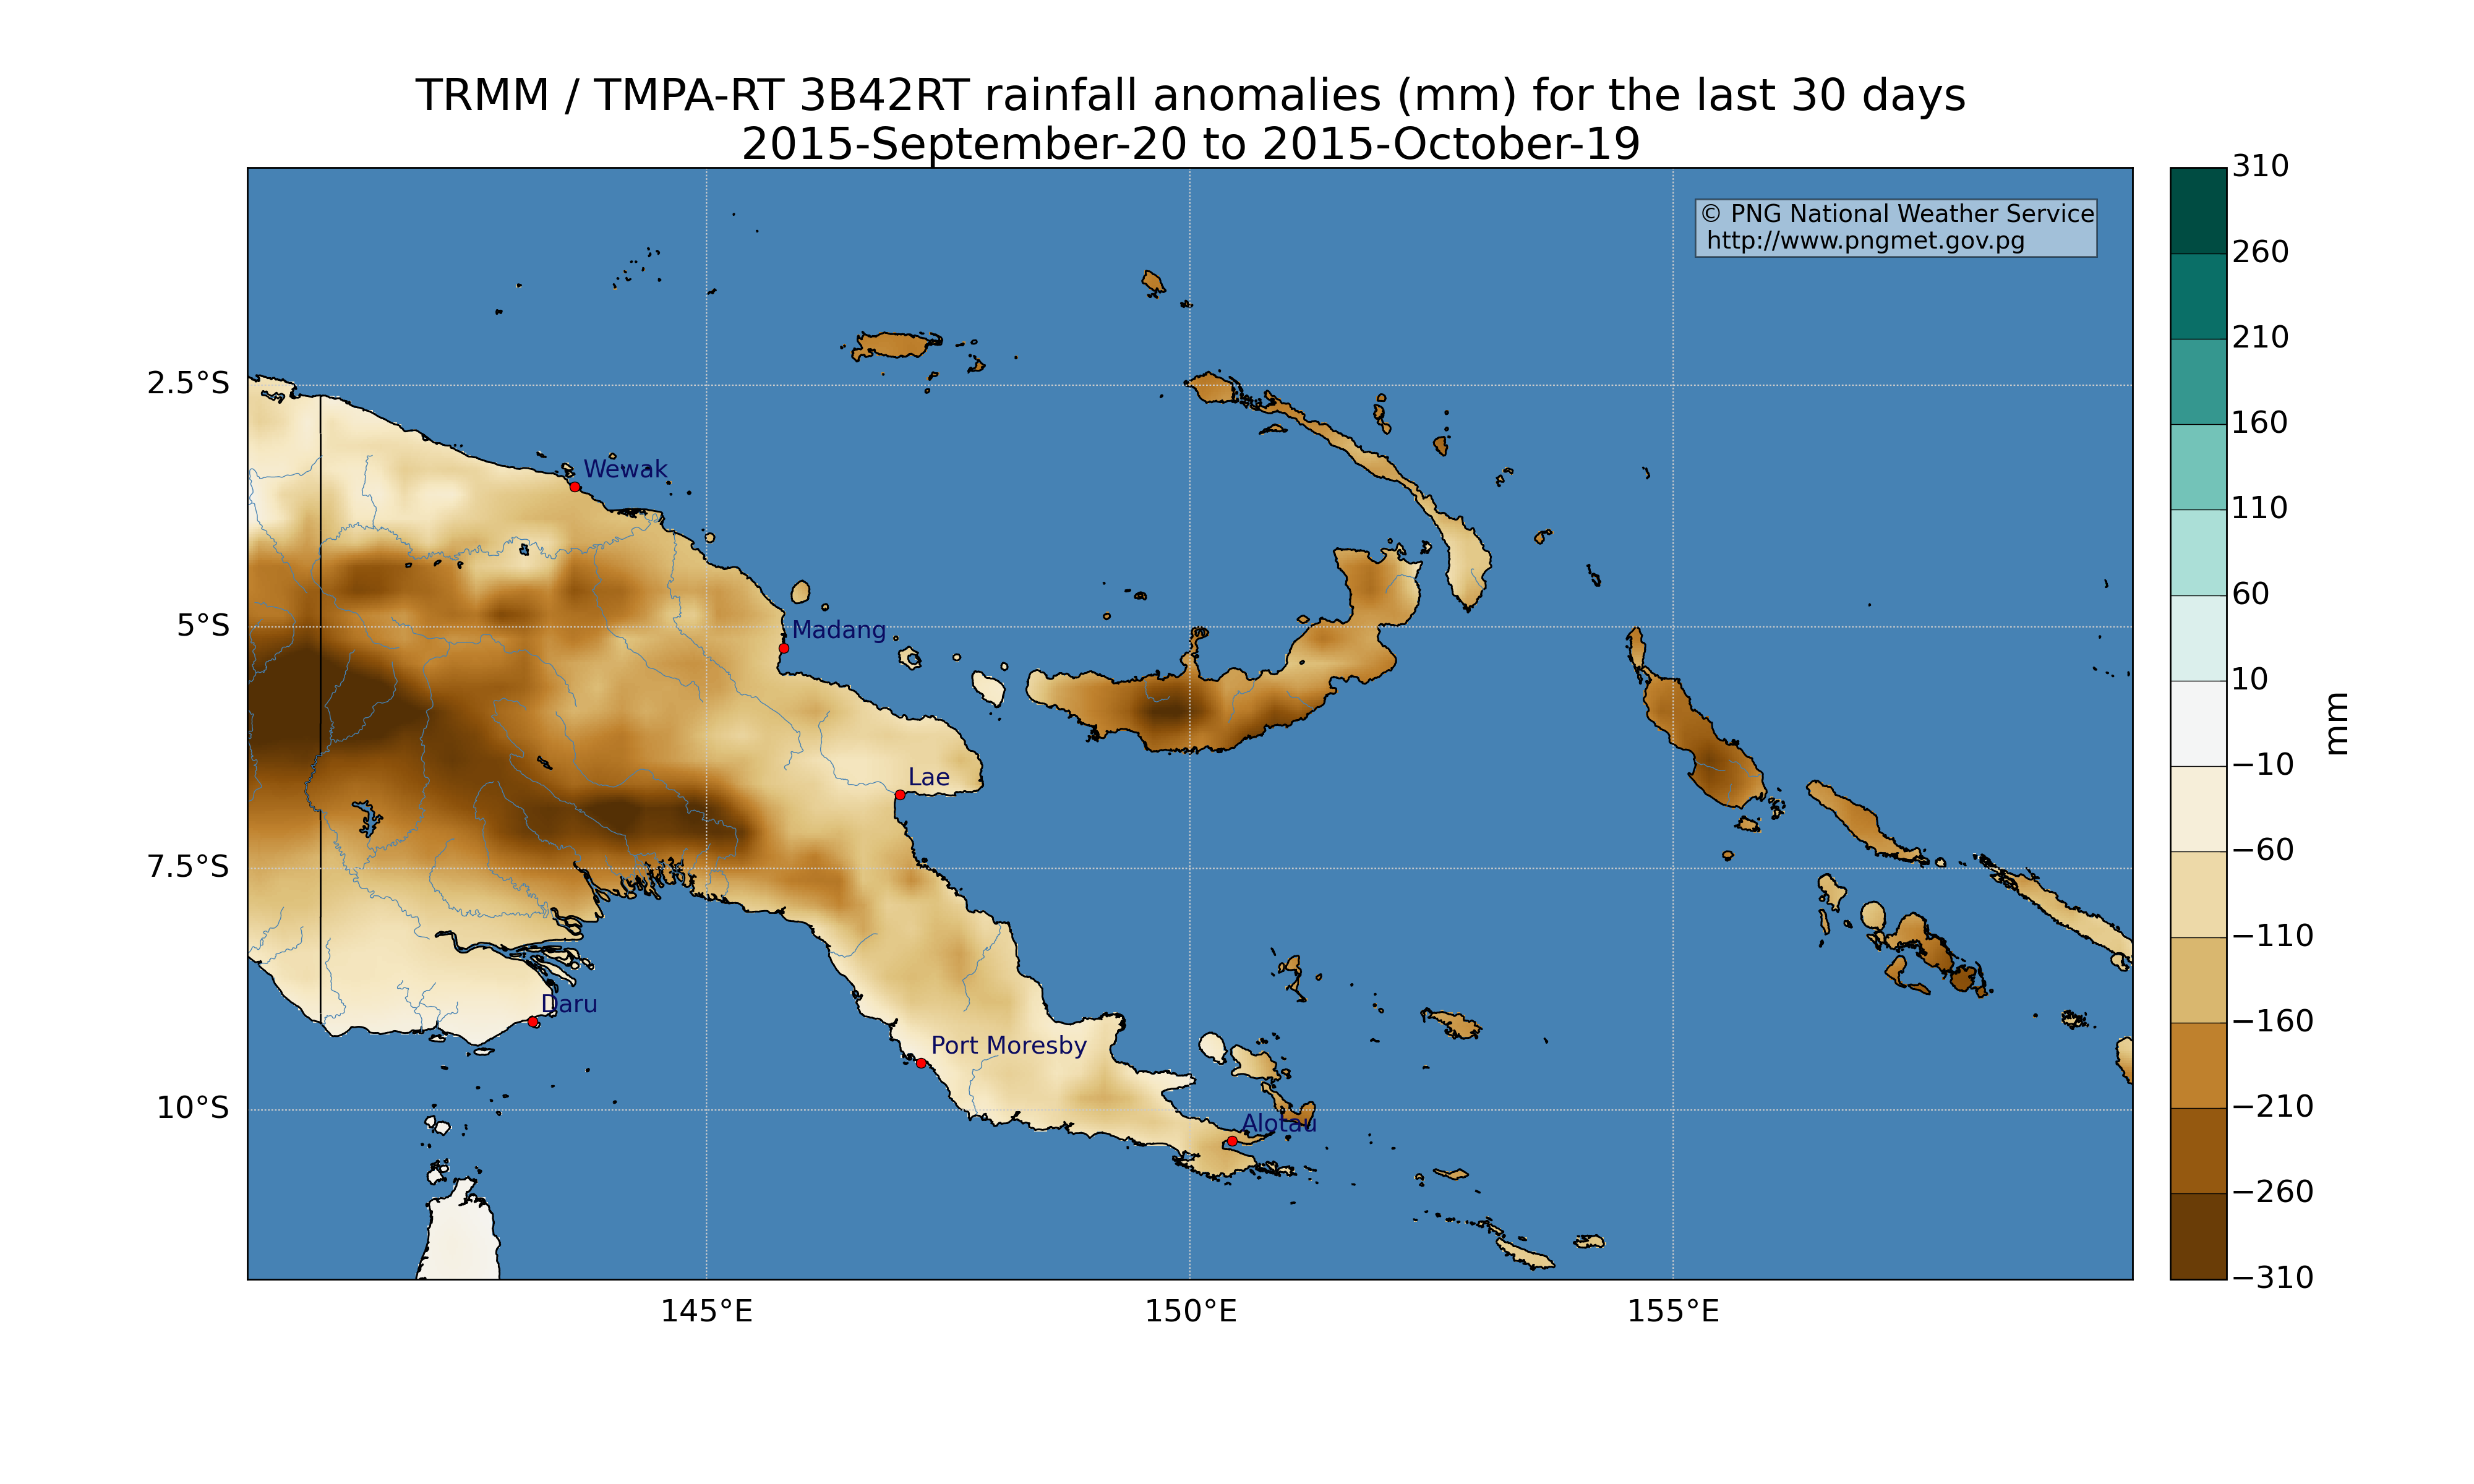 TRMM / TMPA-RT 3B42RT rainfall anomalies (mm) for the last 30 days
2015-September-20 to 2015-October-19
© PNG National Weather Service
http://www.pngmet.gov.pg
310
260
210
160
110
60
10
−10
−60
−110
−160
−210
−260
−310
mm
2.5°S
5°S
7.5°S
10°S
Wewak
Madang
Lae
Daru
Port Moresby
Alotau
145°E
150°E
155°E